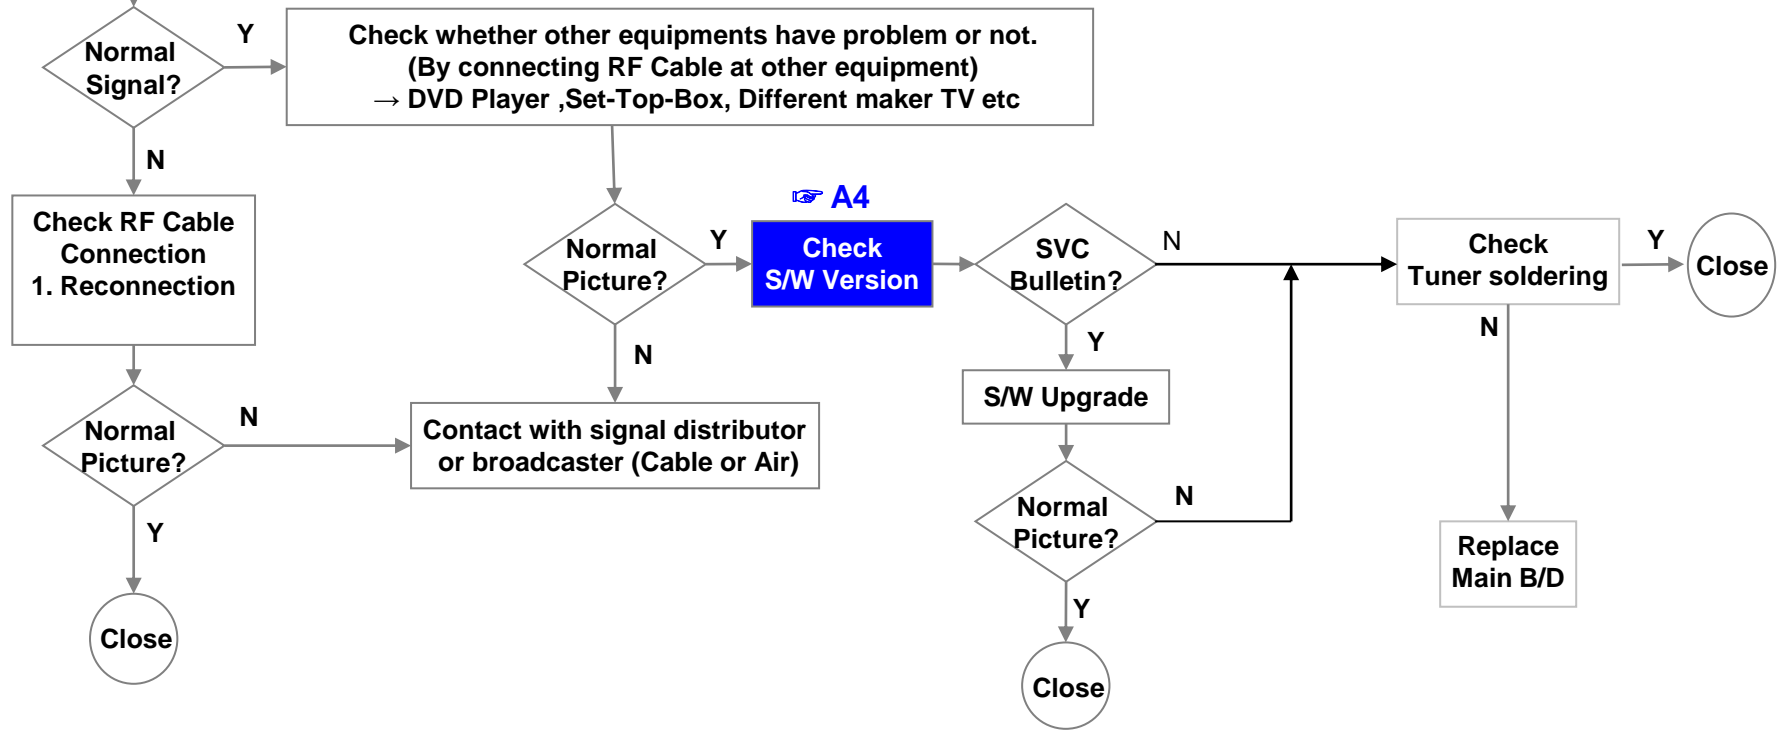 Normal
Signal?
Y
Check whether other equipments have problem or not.
(By connecting RF Cable at other equipment)
→ DVD Player ,Set-Top-Box, Different maker TV etc
N
Check RF Cable
Connection
1. Reconnection
Normal
Picture?
Y
☞ A4
Check
S/W Version
SVC
Bulletin?
N
Check
Tuner soldering
Y
Close
N
Y
N
S/W Upgrade
Normal
Picture?
N
Contact with signal distributor
or broadcaster (Cable or Air)
Normal
Picture?
N
Replace
Main B/D
Y
Close
Y
Close